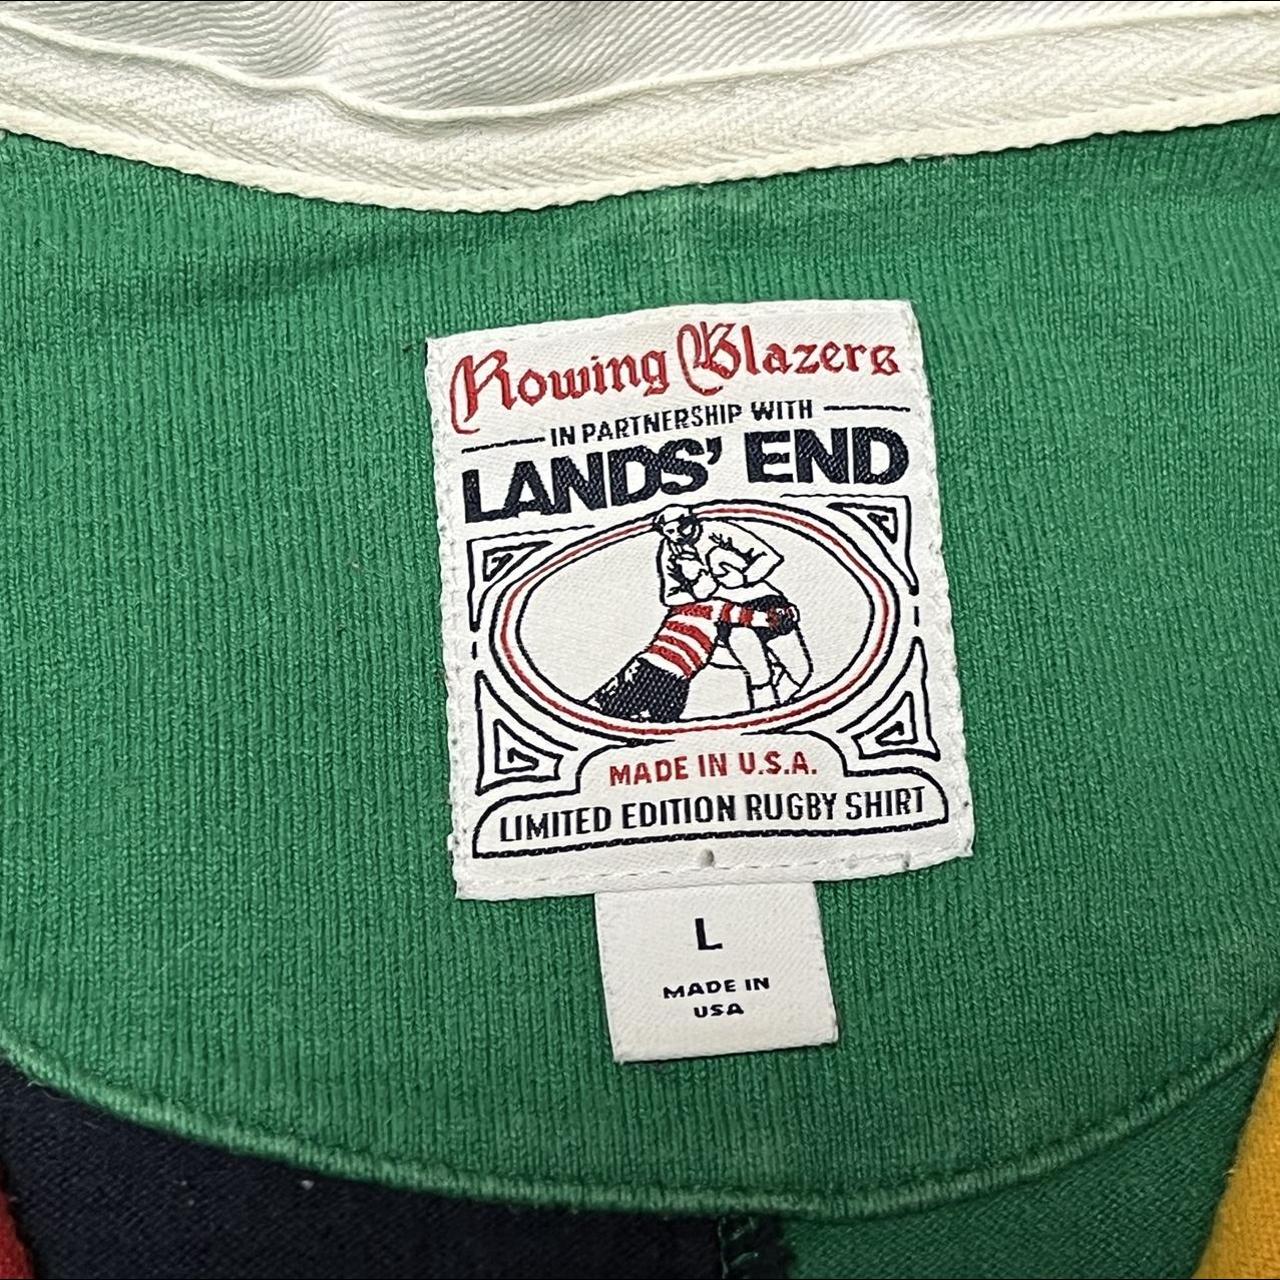 Rowing Blazers
IN PARTNERSHIP WITH
LANDS' END
MADE IN U.S.A.
LIMITED EDITION RUGBY SHIRT
L
MADE IN
USA